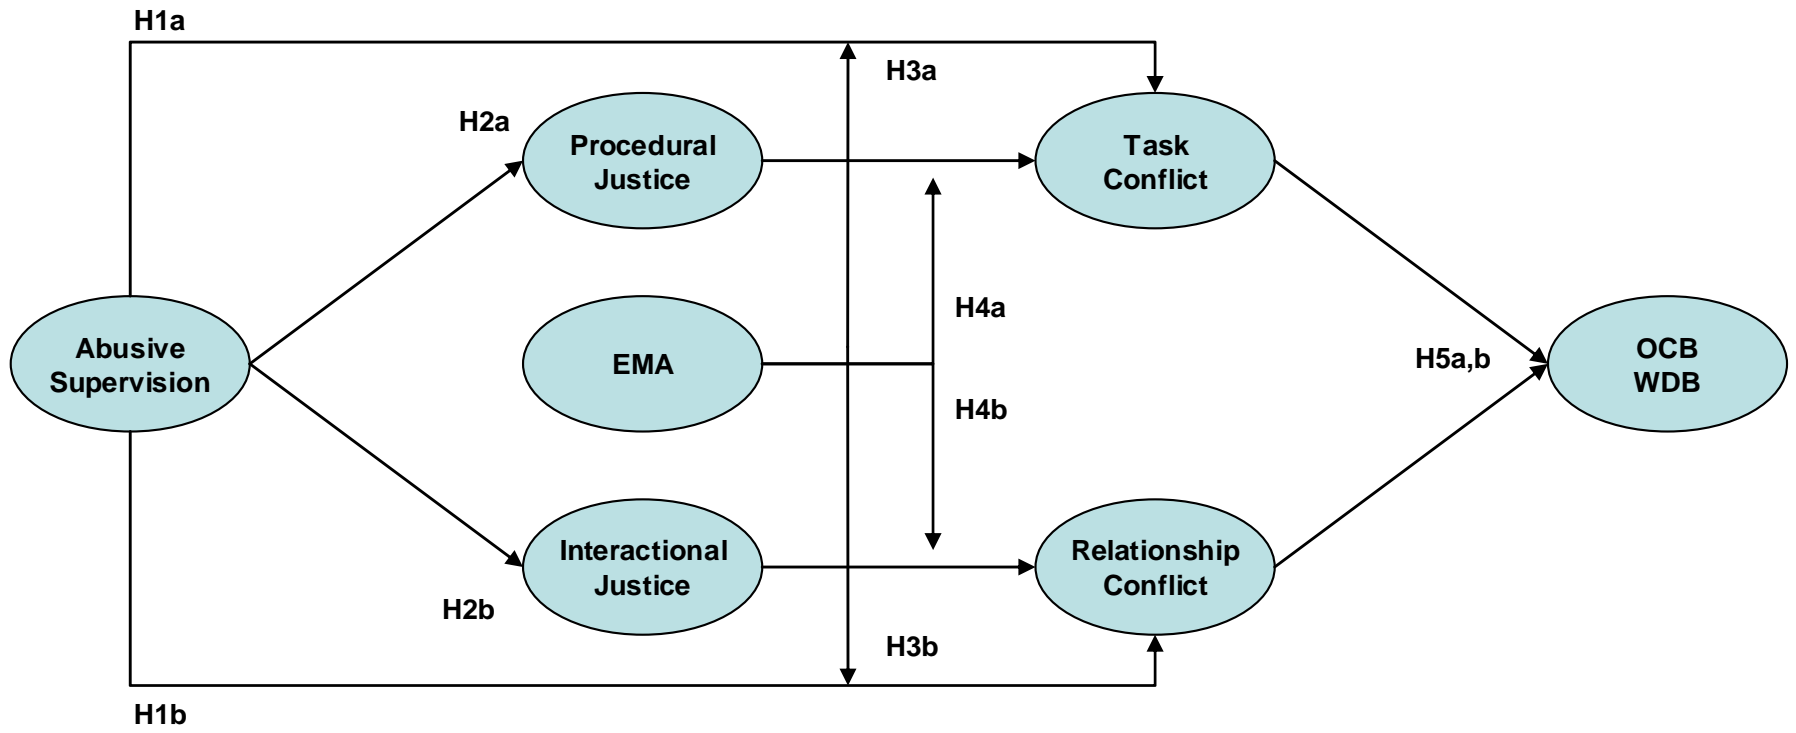 H1a
H3a
H2a
Procedural
Justice
Task
Conflict
H4a
Abusive
Supervision
EMA
H5a,b
OCB
WDB
H4b
Interactional
Justice
Relationship
Conflict
H2b
H3b
H1b